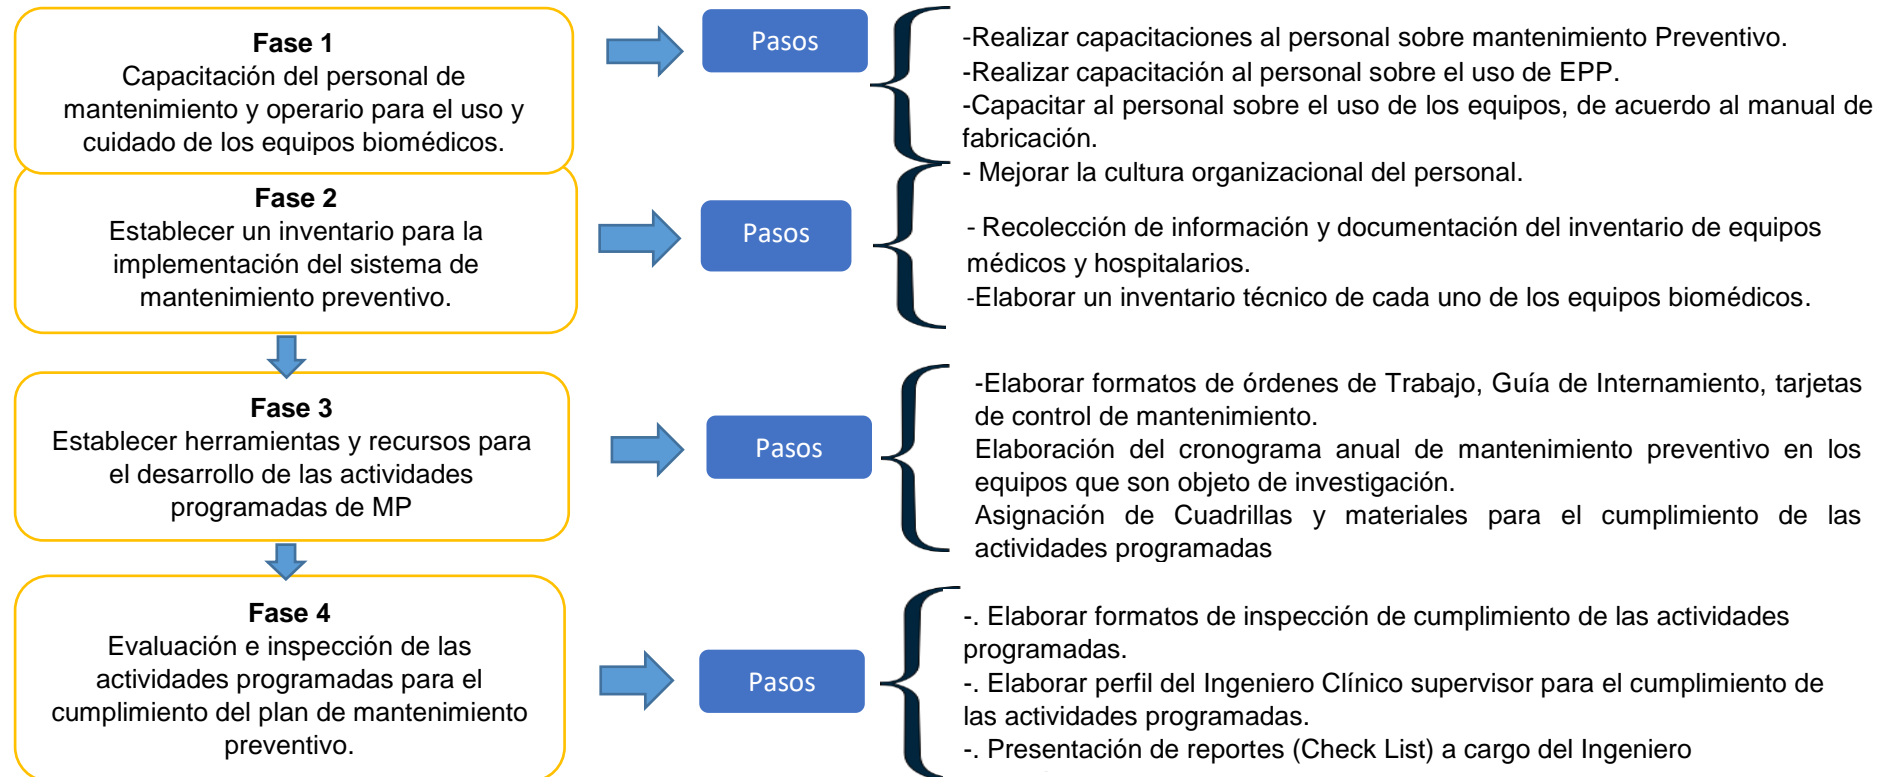 Fase 1
Capacitación del personal de
mantenimiento y operario para el uso y
cuidado de los equipos biomédicos.
Pasos
-Realizar capacitaciones al personal sobre mantenimiento Preventivo.
-Realizar capacitación al personal sobre el uso de EPP.
-Capacitar al personal sobre el uso de los equipos, de acuerdo al manual de
fabricación.
- Mejorar la cultura organizacional del personal.
Fase 2
Establecer un inventario para la
implementación del sistema de
mantenimiento preventivo.
Pasos
- Recolección de información y documentación del inventario de equipos
médicos y hospitalarios.
-Elaborar un inventario técnico de cada uno de los equipos biomédicos.
Fase 3
Establecer herramientas y recursos para
el desarrollo de las actividades
programadas de MP
Pasos
-Elaborar formatos de órdenes de Trabajo, Guía de Internamiento, tarjetas
de control de mantenimiento.
Elaboración del cronograma anual de mantenimiento preventivo en los
equipos que son objeto de investigación.
Asignación de Cuadrillas y materiales para el cumplimiento de las
actividades programadas
Fase 4
Evaluación e inspección de las
actividades programadas para el
cumplimiento del plan de mantenimiento
preventivo.
Pasos
-. Elaborar formatos de inspección de cumplimiento de las actividades
programadas.
-. Elaborar perfil del Ingeniero Clínico supervisor para el cumplimiento de
las actividades programadas.
-. Presentación de reportes (Check List) a cargo del Ingeniero